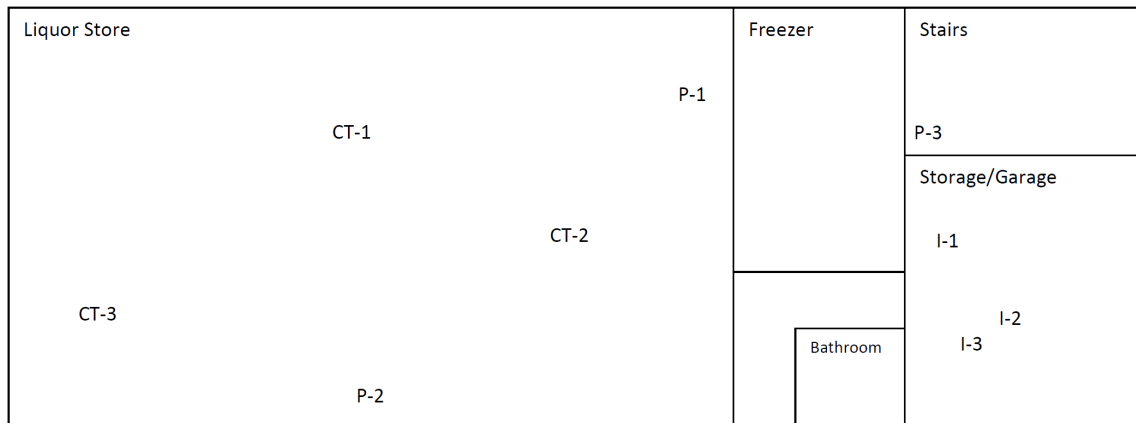 Liquor Store
Freezer
Stairs
P-1
CT-1
P-3
Storage/Garage
CT-2
I-1
CT-3
I-2
I-3
Bathroom
P-2